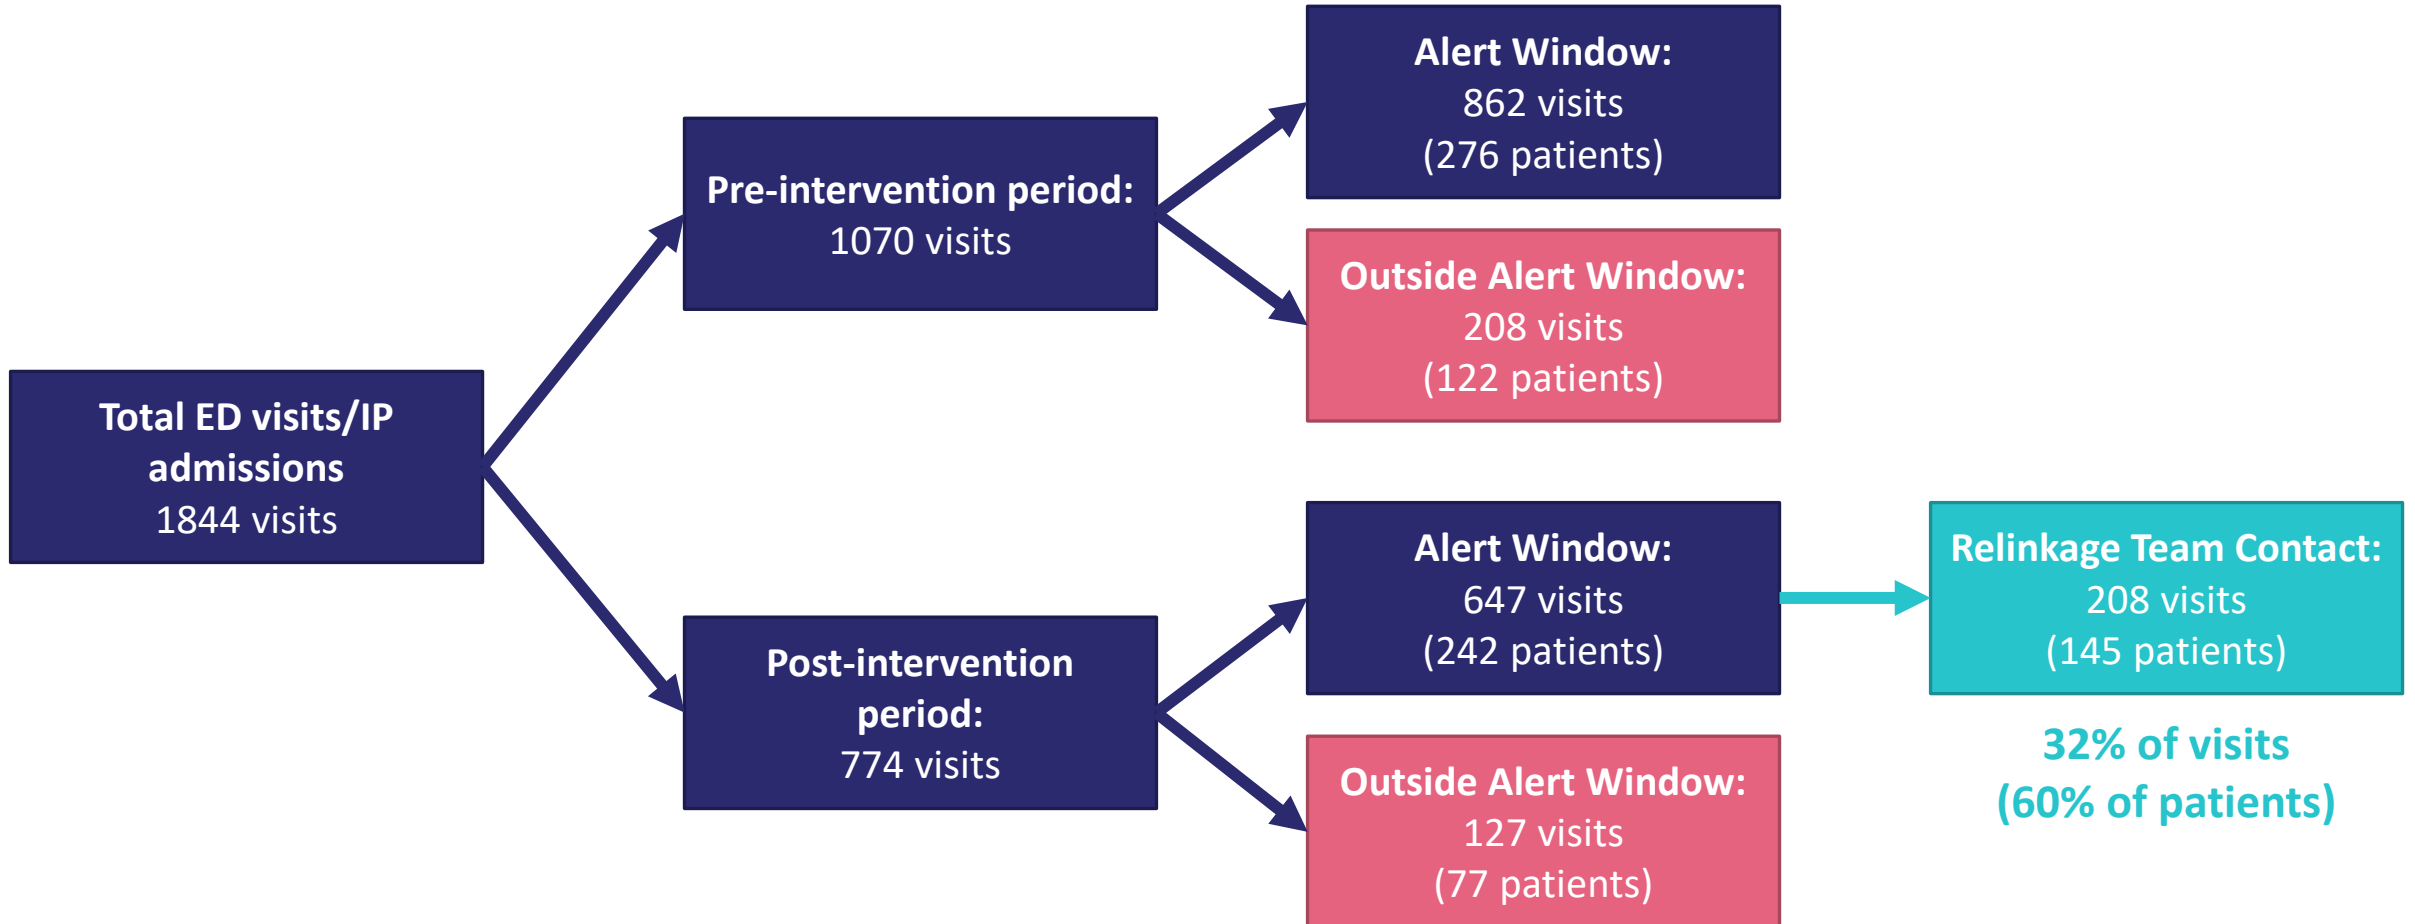 Total ED visits/IP
admissions
1844 visits
Pre-intervention period:
1070 visits
Post-intervention
period:
774 visits
Alert Window:
862 visits
(276 patients)
Outside Alert Window:
208 visits
(122 patients)
Alert Window:
647 visits
(242 patients)
Outside Alert Window:
127 visits
(77 patients)
Relinkage Team Contact:
208 visits
(145 patients)
32% of visits
(60% of patients)